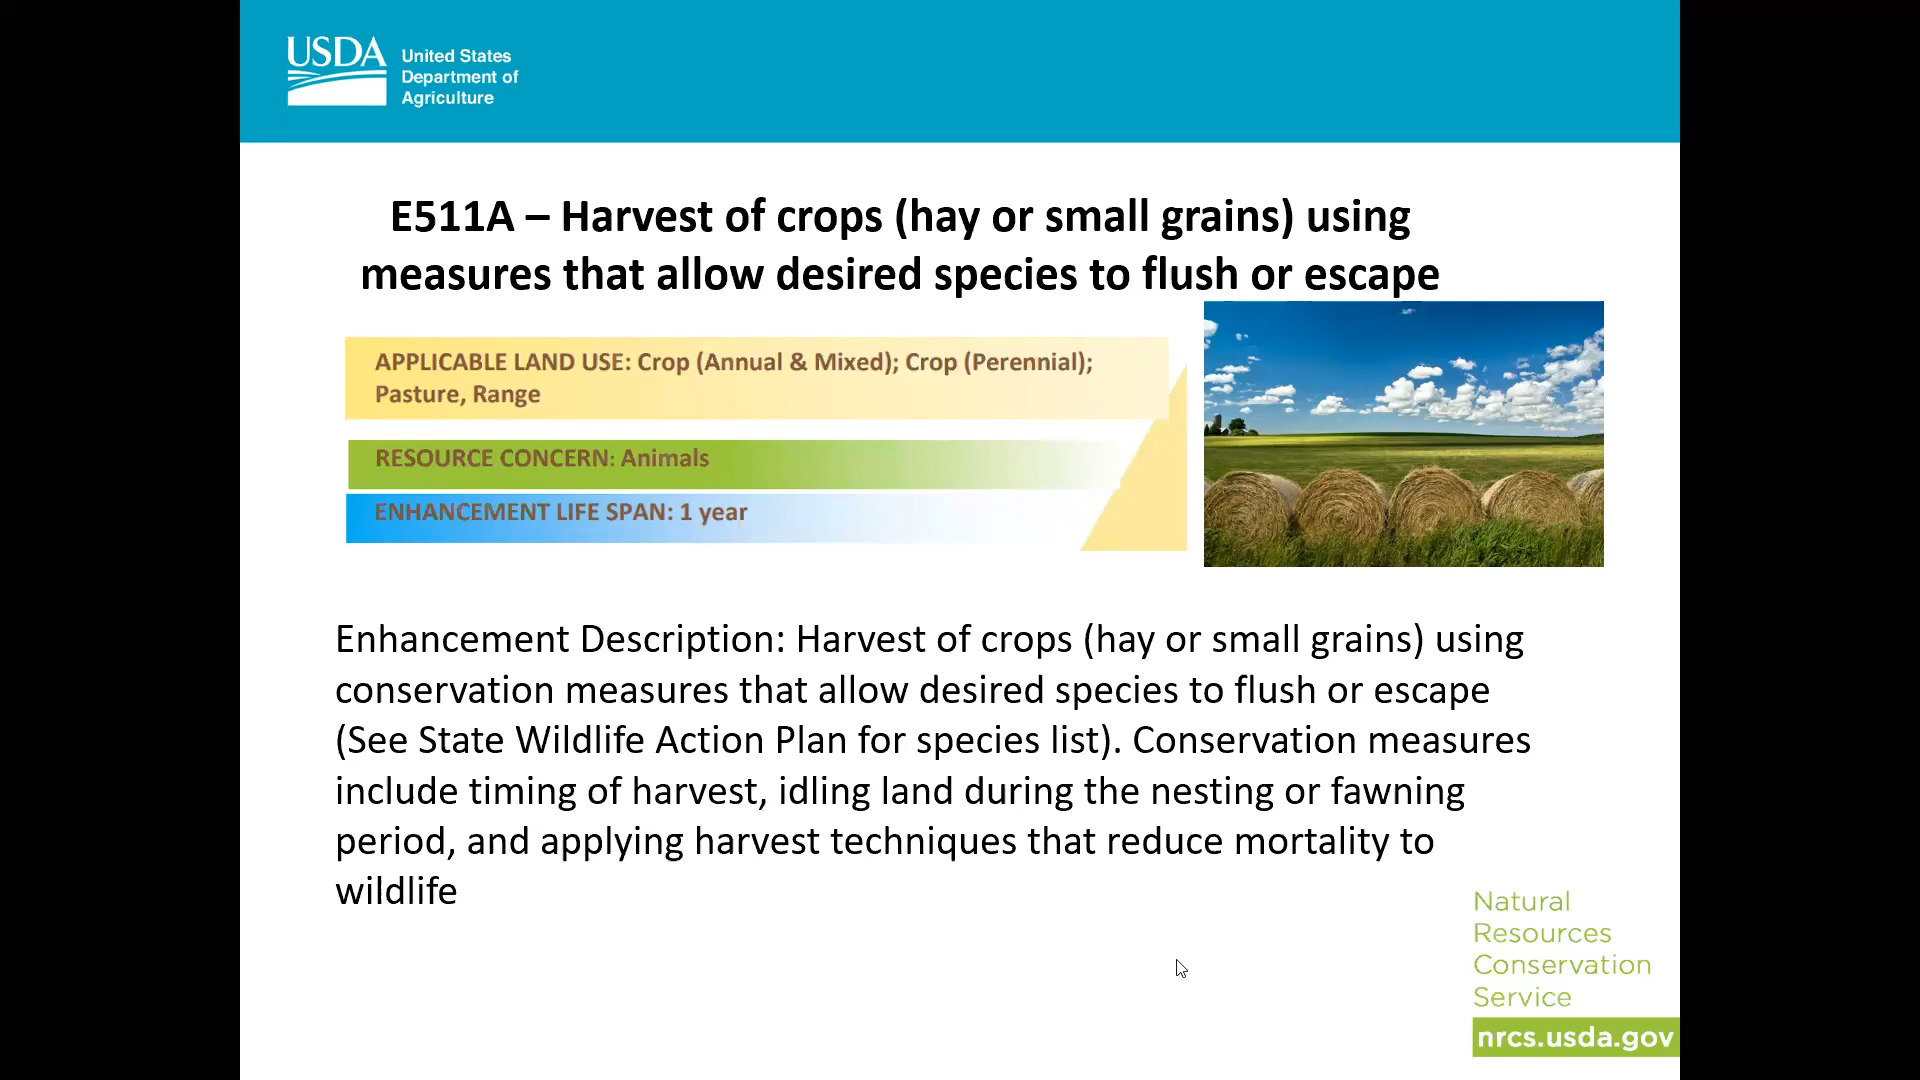 USDA
United States
Department of
Agriculture
E511A – Harvest of crops (hay or small grains) using
measures that allow desired species to flush or escape
APPLICABLE LAND USE: Crop (Annual & Mixed); Crop (Perennial);
Pasture, Range
RESOURCE CONCERN: Animals
ENHANCEMENT LIFE SPAN: 1 year
Enhancement Description: Harvest of crops (hay or small grains) using
conservation measures that allow desired species to flush or escape
(See State Wildlife Action Plan for species list). Conservation measures
include timing of harvest, idling land during the nesting or fawning
period, and applying harvest techniques that reduce mortality to
wildlife
Natural
Resources
Conservation
Service
nrcs.usda.gov